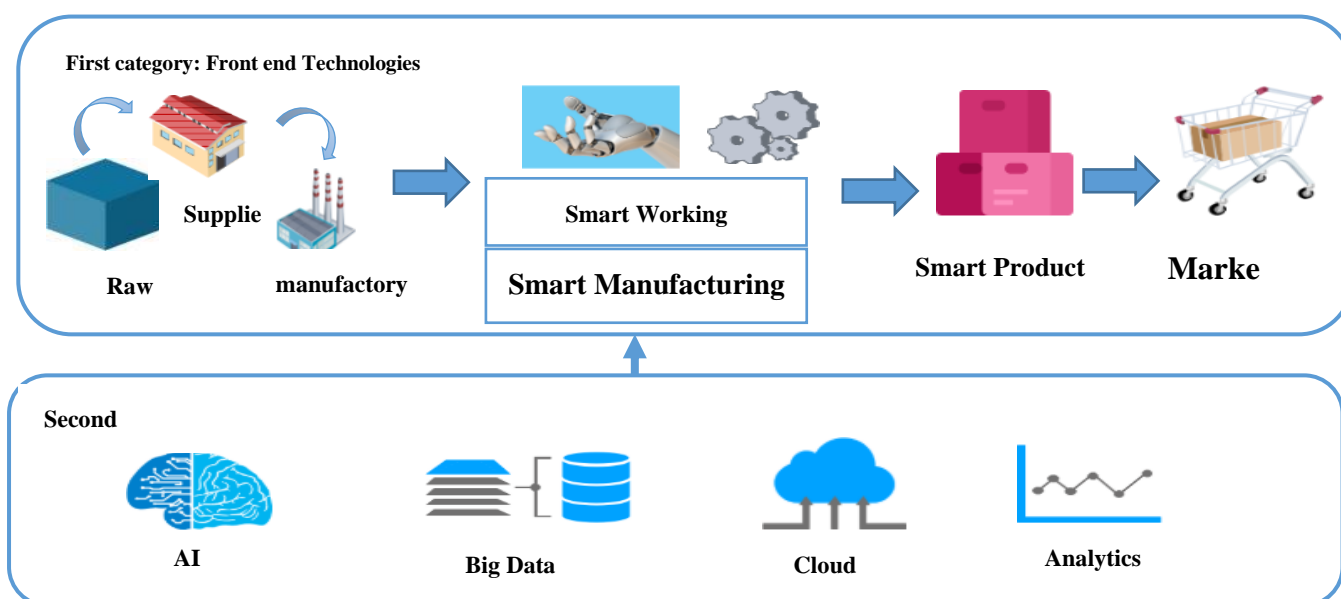 First category: Front end Technologies
Supplie
Raw
manufactory
Smart Working
Smart Manufacturing
Smart Product
Marke
Second
AI
Big Data
Cloud
Analytics